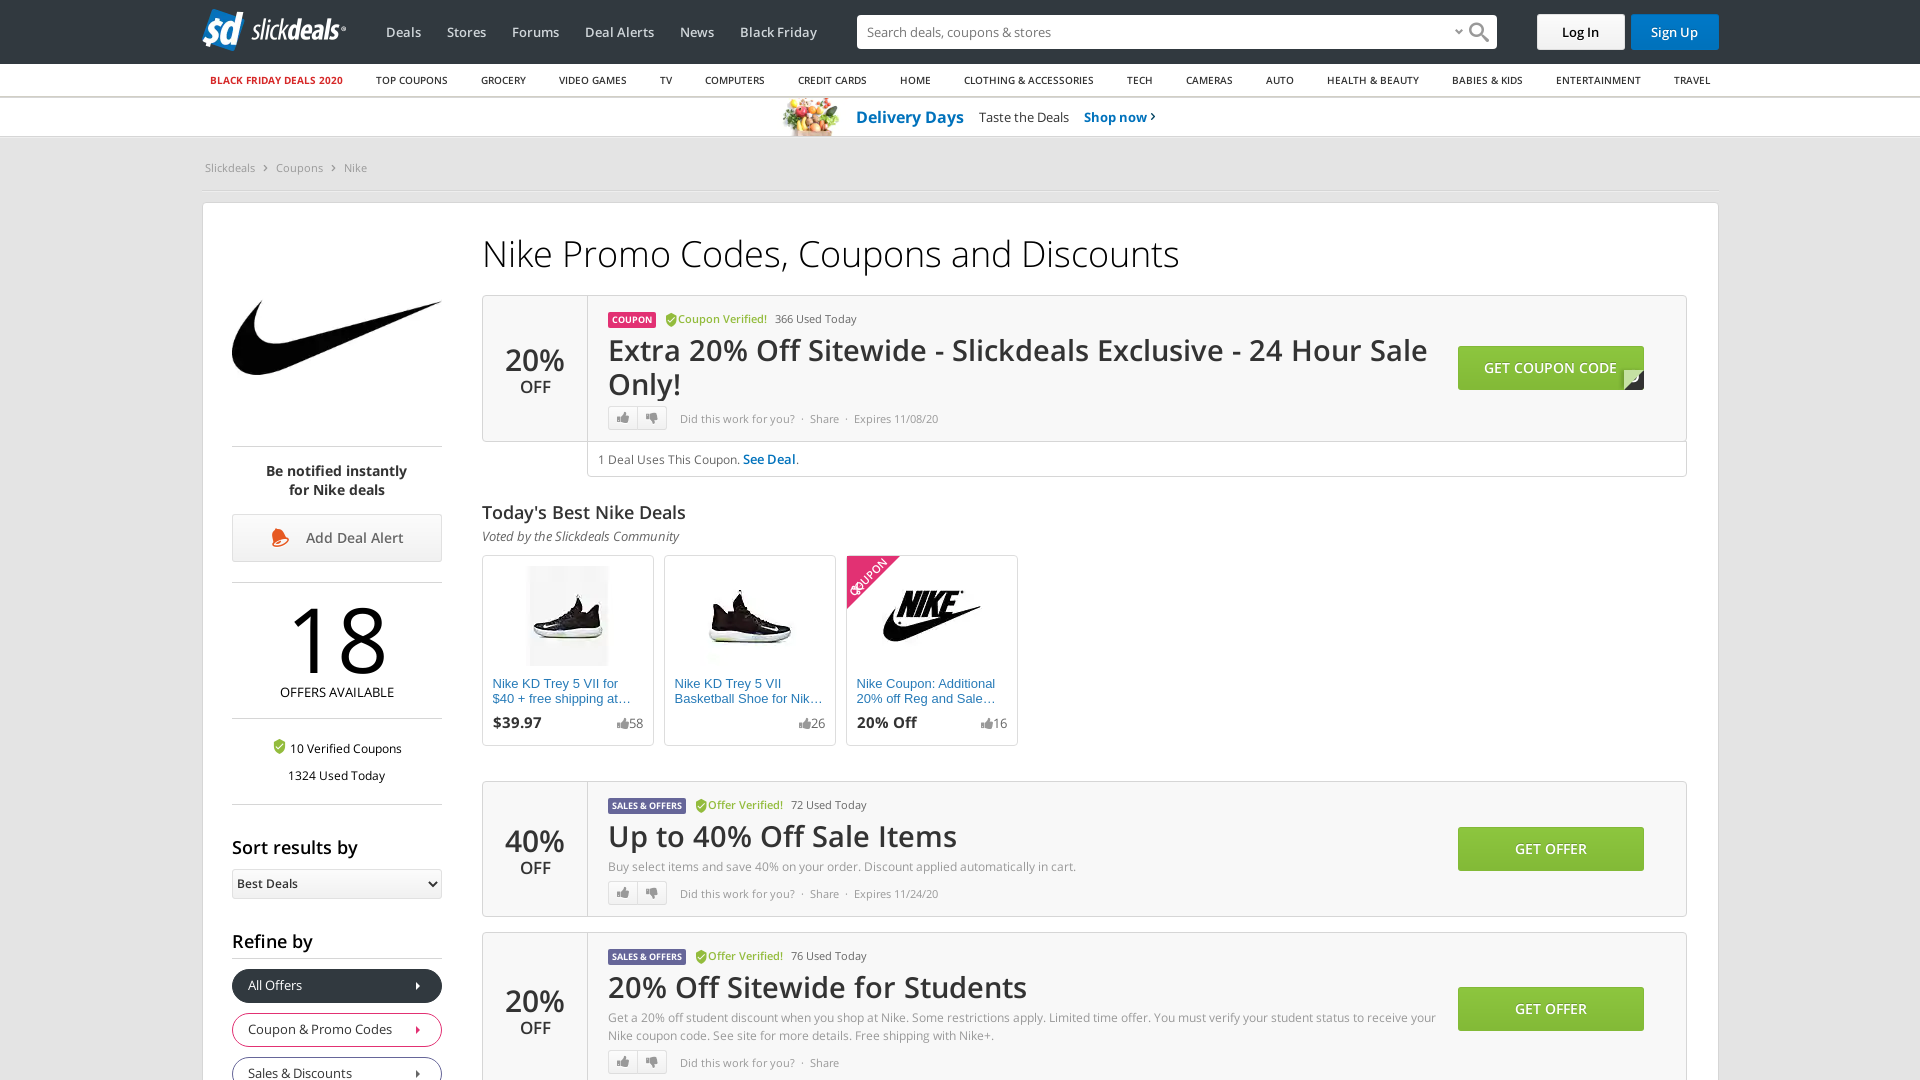 slickdeals
Deals
Stores
Forums
Deal Alerts
News
Black Friday
Search deals, coupons & stores
Log In
Sign Up
BLACK FRIDAY DEALS 2020
TOP COUPONS
GROCERY
VIDEO GAMES
TV
COMPUTERS
CREDIT CARDS
HOME
CLOTHING & ACCESSORIES
TECH
CAMERAS
AUTO
HEALTH & BEAUTY
BABIES & KIDS
ENTERTAINMENT
TRAVEL
Delivery Days Taste the Deals Shop now
Slickdeals
Coupons
Nike
Nike Promo Codes, Coupons and Discounts
20%
OFF
COUPON Coupon Verified! 366 Used Today
Extra 20% Off Sitewide - Slickdeals Exclusive - 24 Hour Sale
Only!
Did this work for you? · Share · Expires 11/08/20
GET COUPON CODE
1 Deal Uses This Coupon. See Deal.
Be notified instantly
for Nike deals
Add Deal Alert
18
OFFERS AVAILABLE
10 Verified Coupons
1324 Used Today
Sort results by
Best Deals
Refine by
All Offers
Coupon & Promo Codes
Sales & Discounts
Today's Best Nike Deals
Voted by the Slickdeals Community
Nike KD Trey 5 VII for
$40 + free shipping at…
$39.97
58
Nike KD Trey 5 VII
Basketball Shoe for Nik…
26
COUPON
NIKE
Nike Coupon: Additional
20% off Reg and Sale…
20% Off
16
40%
OFF
SALES & OFFERS Offer Verified! 72 Used Today
Up to 40% Off Sale Items
Buy select items and save 40% on your order. Discount applied automatically in cart.
Did this work for you? · Share · Expires 11/24/20
GET OFFER
20%
OFF
SALES & OFFERS Offer Verified! 76 Used Today
20% Off Sitewide for Students
Get a 20% off student discount when you shop at Nike. Some restrictions apply. Limited time offer. You must verify your student status to receive your
Nike coupon code. See site for more details. Free shipping with Nike+.
Did this work for you? · Share
GET OFFER